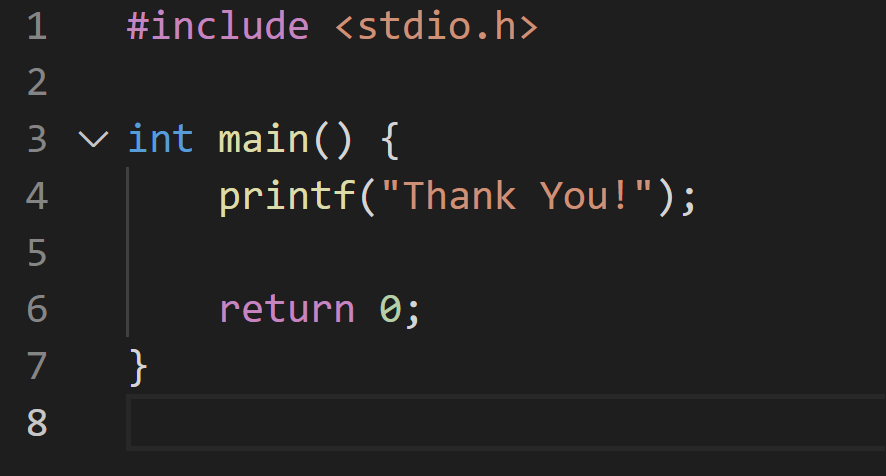 1 #include <stdio.h>
2
3 int main() {
4     printf("Thank You!");
5
6     return 0;
7 }
8